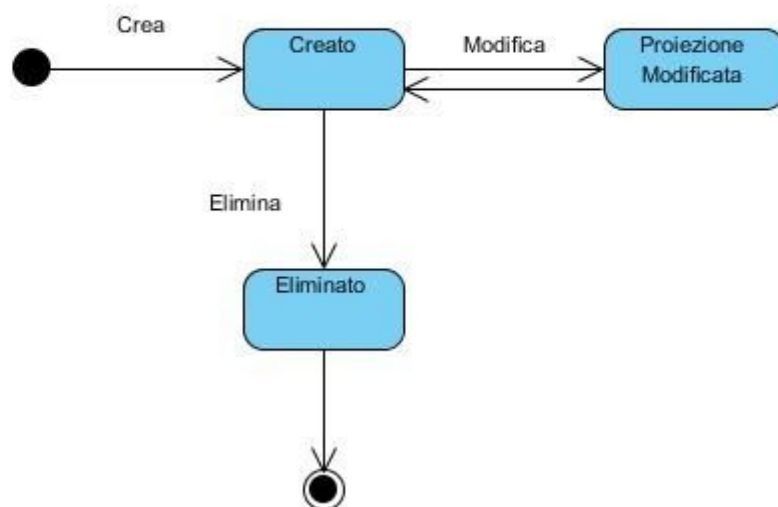 Crea
Creato
Modifica
Proiezione
Modificata
Elimina
Eliminato